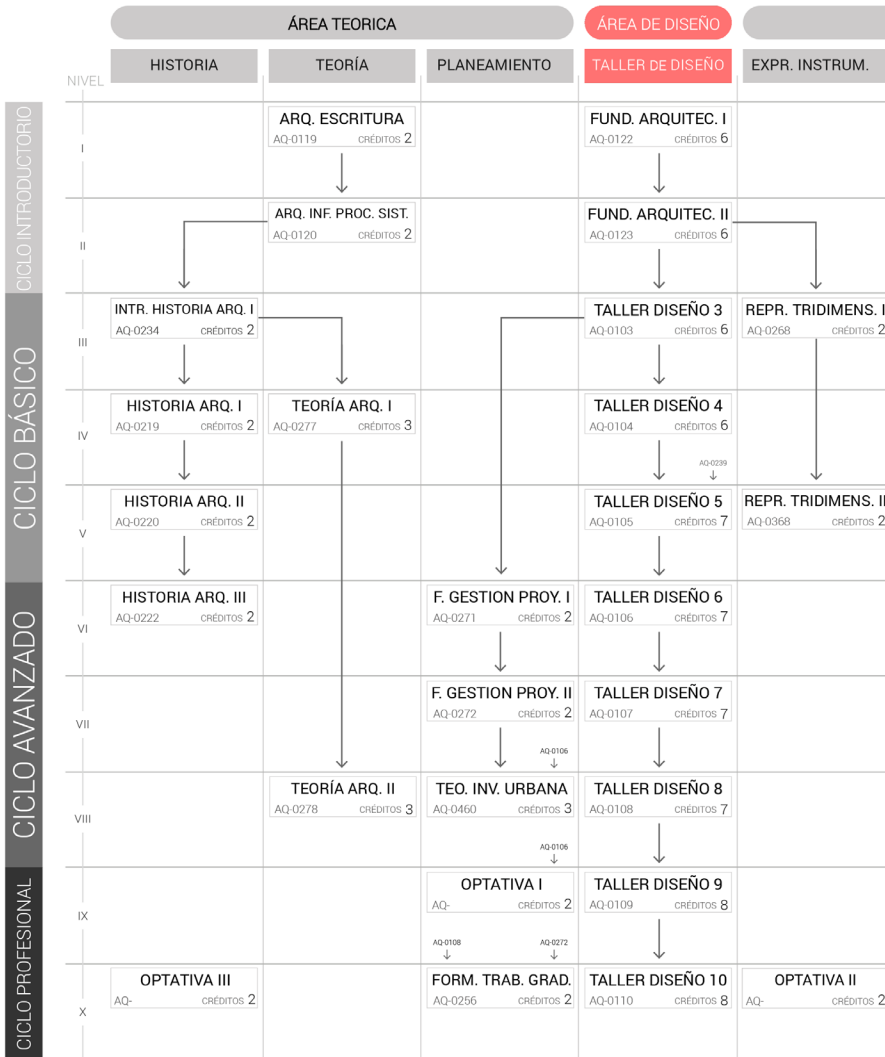 ÁREA TEORICA
ÁREA DE DISEÑO
NIVEL
HISTORIA
TEORÍA
PLANEAMIENTO
TALLER DE DISEÑO
EXPR. INSTRUM.
CICLO INTRODUCTORIO
I
ARQ. ESCRITURA
AQ-0119 CRÉDITOS 2
FUND. ARQUITEC. I
AQ-0122 CRÉDITOS 6
II
ARQ. INF. PROC. SIST.
AQ-0120 CRÉDITOS 2
FUND. ARQUITEC. II
AQ-0123 CRÉDITOS 6
CICLO BÁSICO
III
INTR. HISTORIA ARQ. I
AQ-0234 CRÉDITOS 2
TALLER DISEÑO 3
AQ-0103 CRÉDITOS 6
REPR. TRIDIMENS. I
AQ-0268 CRÉDITOS 2
IV
HISTORIA ARQ. I
AQ-0219 CRÉDITOS 2
TEORÍA ARQ. I
AQ-0277 CRÉDITOS 3
TALLER DISEÑO 4
AQ-0104 CRÉDITOS 6
AQ-0239
V
HISTORIA ARQ. II
AQ-0220 CRÉDITOS 2
TALLER DISEÑO 5
AQ-0105 CRÉDITOS 7
REPR. TRIDIMENS. II
AQ-0368 CRÉDITOS 2
CICLO AVANZADO
VI
HISTORIA ARQ. III
AQ-0222 CRÉDITOS 2
F. GESTION PROY. I
AQ-0271 CRÉDITOS 2
TALLER DISEÑO 6
AQ-0106 CRÉDITOS 7
VII
F. GESTION PROY. II
AQ-0272 CRÉDITOS 2
AQ-0106
TALLER DISEÑO 7
AQ-0107 CRÉDITOS 7
VIII
TEORÍA ARQ. II
AQ-0278 CRÉDITOS 3
TEO. INV. URBANA
AQ-0460 CRÉDITOS 3
AQ-0106
TALLER DISEÑO 8
AQ-0108 CRÉDITOS 7
CICLO PROFESIONAL
IX
OPTATIVA I
AQ- CRÉDITOS 2
AQ-0108 AQ-0272
TALLER DISEÑO 9
AQ-0109 CRÉDITOS 8
X
OPTATIVA III
AQ- CRÉDITOS 2
FORM. TRAB. GRAD.
AQ-0256 CRÉDITOS 2
TALLER DISEÑO 10
AQ-0110 CRÉDITOS 8
OPTATIVA II
AQ- CRÉDITOS 2